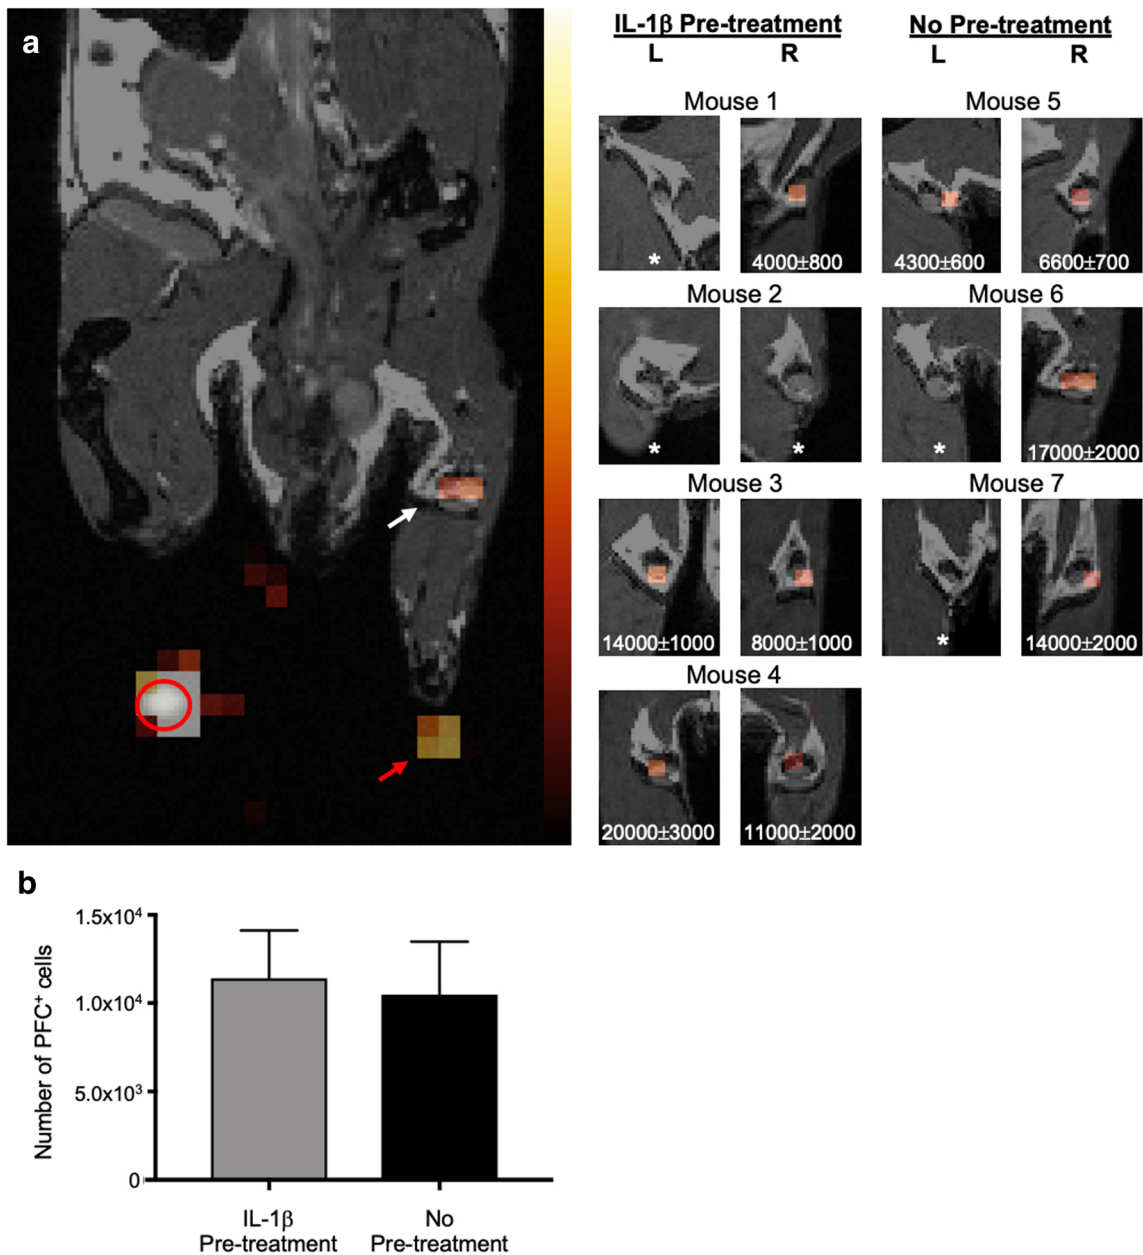 a
IL-1β Pre-treatment
No Pre-treatment
L R
L R
Mouse 1
Mouse 5
*
4000±800
4300±600
6600±700
Mouse 2
Mouse 6
*
*
*
17000±2000
Mouse 3
Mouse 7
14000±1000
8000±1000
*
14000±2000
Mouse 4
20000±3000
11000±2000
b
Number of PFC⁺ cells
1.5x10⁴
1.0x10⁴
5.0x10³
0
IL-1β
Pre-treatment
No
Pre-treatment